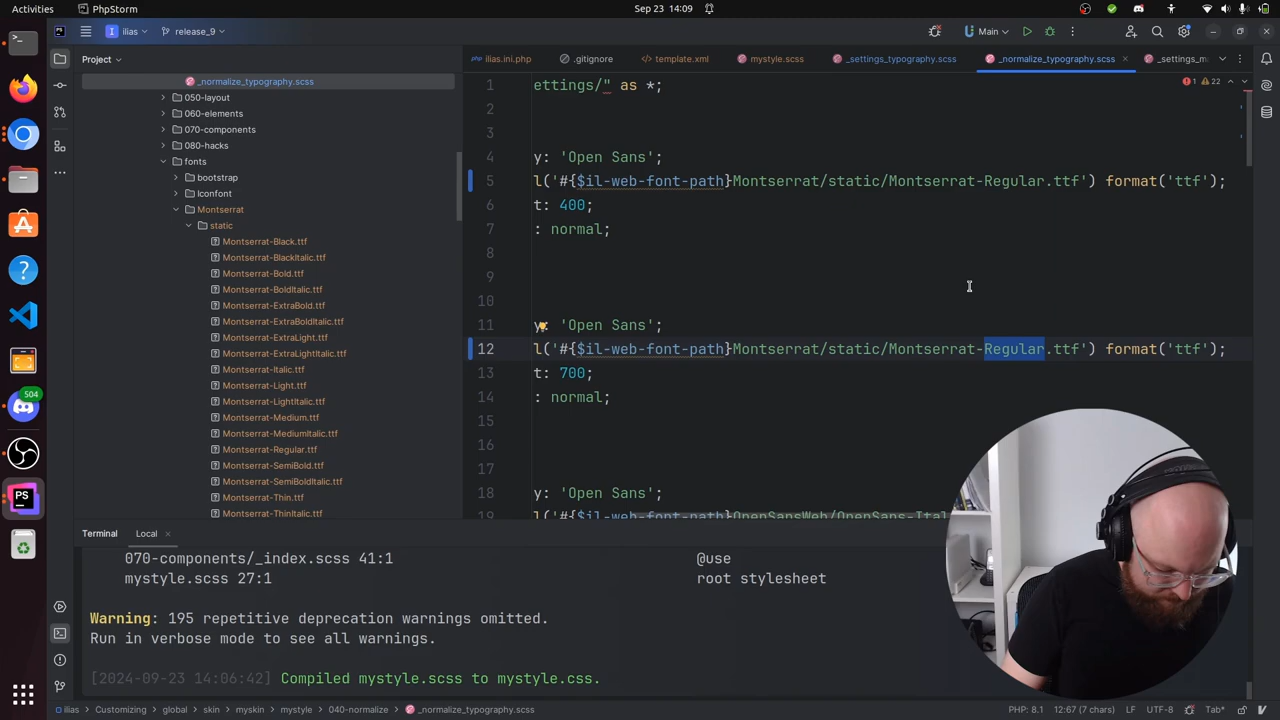 Activities
PhpStorm
Sep 23 14:09
ilias
release_9
Main
Project
ilias.ini.php
.gitignore
template.xml
mystyle.scss
_settings_typography.scss
_normalize_typography.scss
_settings_m
_normalize_typography.scss
050-layout
060-elements
070-components
080-hacks
fonts
bootstrap
Iconfont
Montserrat
static
Montserrat-Black.ttf
Montserrat-BlackItalic.ttf
Montserrat-Bold.ttf
Montserrat-BoldItalic.ttf
Montserrat-ExtraBold.ttf
Montserrat-ExtraBoldItalic.ttf
Montserrat-ExtraLight.ttf
Montserrat-ExtraLightItalic.ttf
Montserrat-Italic.ttf
Montserrat-Light.ttf
Montserrat-LightItalic.ttf
Montserrat-Medium.ttf
Montserrat-MediumItalic.ttf
Montserrat-Regular.ttf
Montserrat-SemiBold.ttf
Montserrat-SemiBoldItalic.ttf
Montserrat-Thin.ttf
Montserrat-ThinItalic.ttf
1 ettings/" as *;
1 22
2
3
4 y: 'Open Sans';
5 l('#{$il-web-font-path}Montserrat/static/Montserrat-Regular.ttf') format('ttf');
6 t: 400;
7 : normal;
8
9
10
11 y: 'Open Sans';
12 l('#{$il-web-font-path}Montserrat/static/Montserrat-Regular.ttf') format('ttf');
13 t: 700;
14 : normal;
15
16
17
18 y: 'Open Sans';
19 l('#{$il-web-font-path}OpenSansWeb/OpenSans-Ital
504
Terminal
Local
070-components/_index.scss 41:1 @use
mystyle.scss 27:1 root stylesheet
Warning: 195 repetitive deprecation warnings omitted.
Run in verbose mode to see all warnings.
[2024-09-23 14:06:42] Compiled mystyle.scss to mystyle.css.
ilias > Customizing > global > skin > myskin > mystyle > 040-normalize > _normalize_typography.scss
PHP: 8.1
12:67 (7 chars)
LF
UTF-8
Tab*